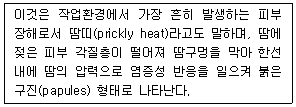 이것은 작업환경에서 가장 흔히 발생하는 피부
장해로서 땀띠(prickly heat)라고도 말하며, 땀에
젖은 피부 각질층이 떨어져 땀구멍을 막아 한선
내에 땀의 압력으로 염증성 반응을 일으켜 붉은
구진(papules) 형태로 나타난다.